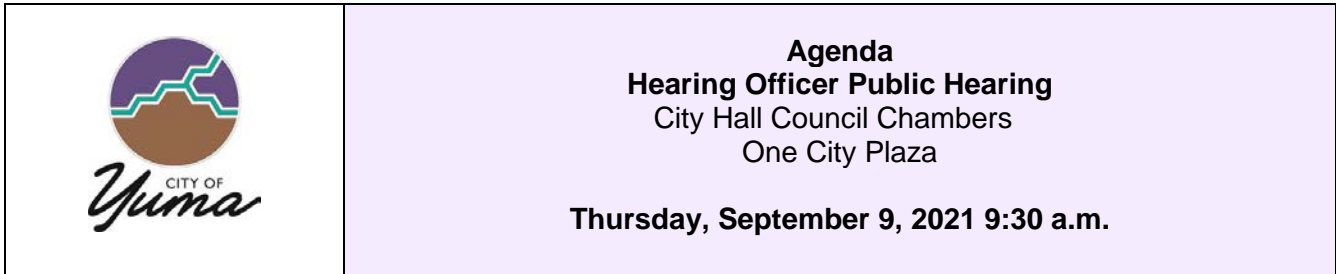 CITY OF
Yuma
Agenda
Hearing Officer Public Hearing
City Hall Council Chambers
One City Plaza
Thursday, September 9, 2021 9:30 a.m.